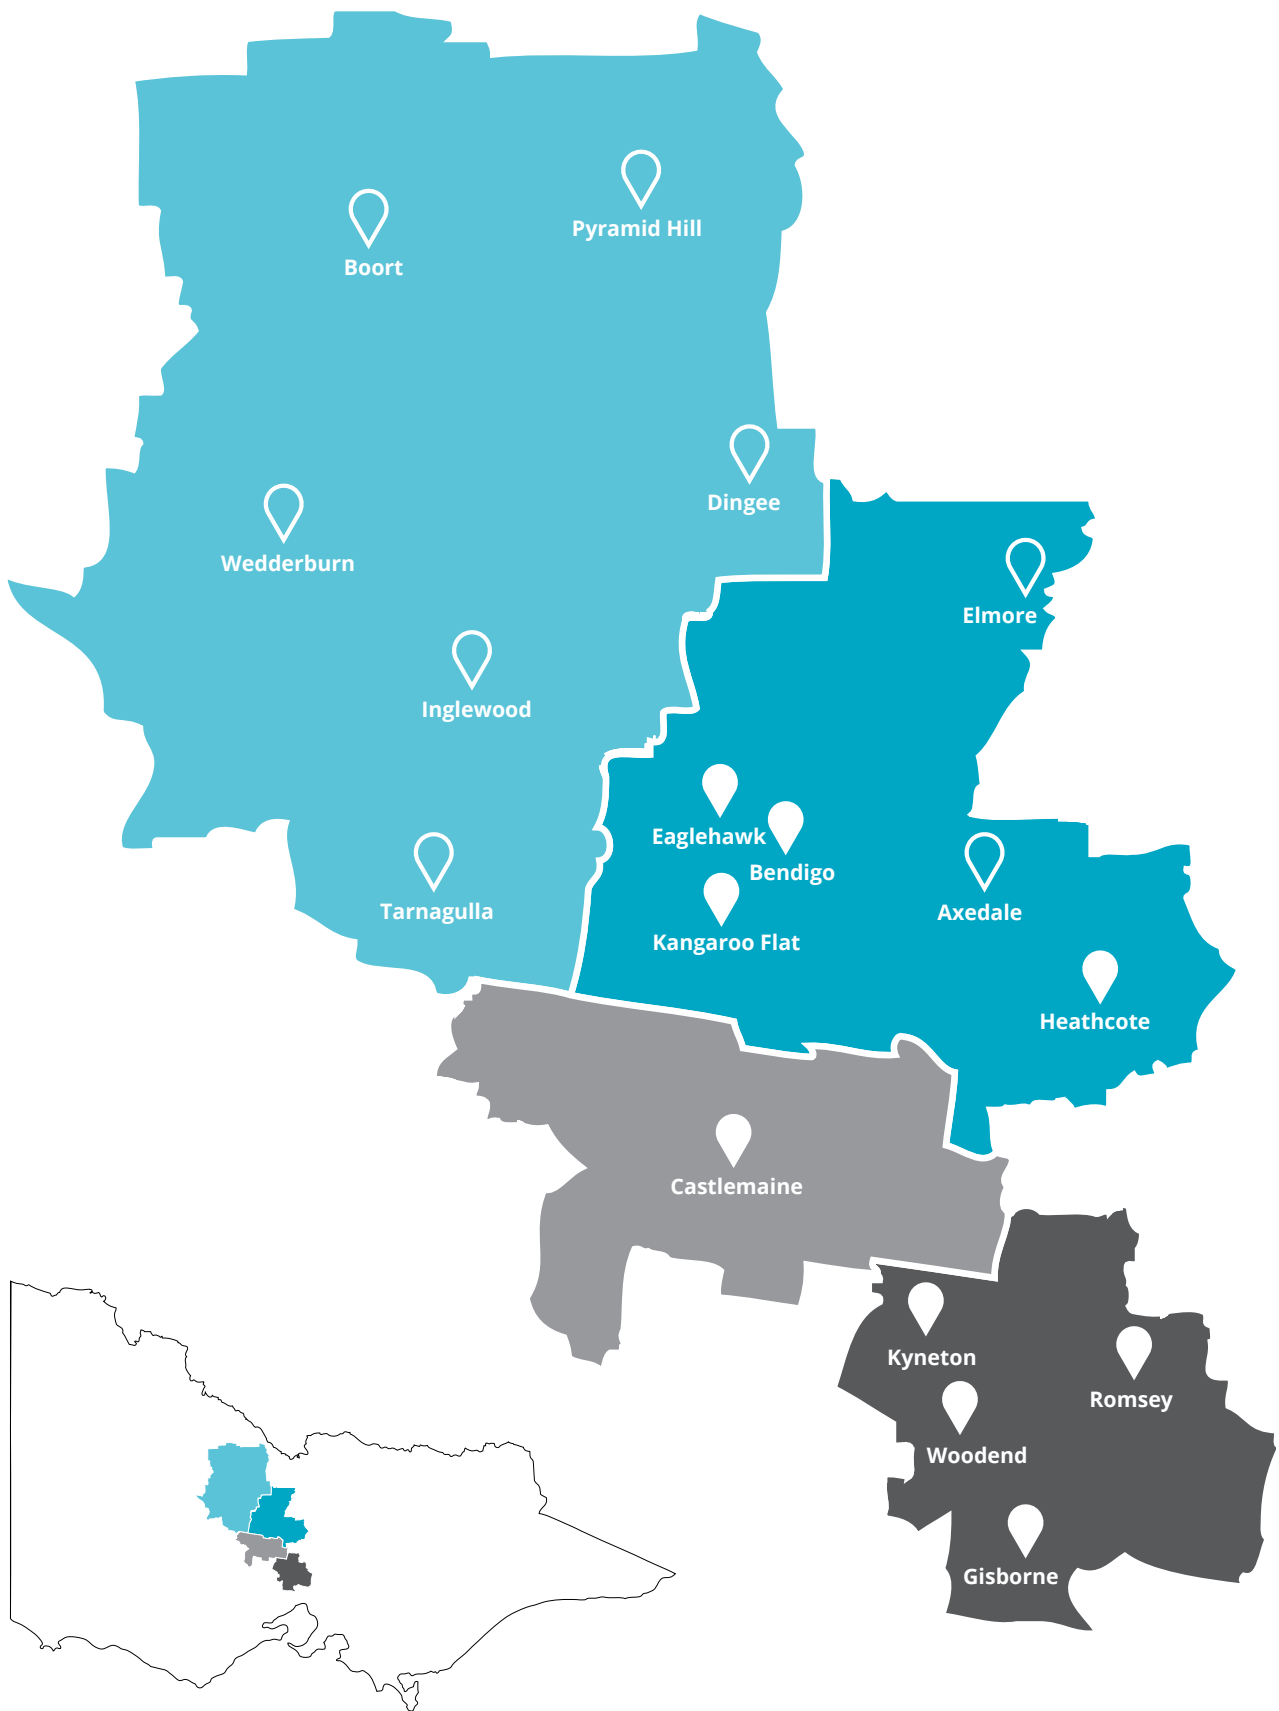 Pyramid Hill
Boort
Dingee
Wedderburn
Elmore
Inglewood
Eaglehawk
Bendigo
Tarnagulla
Axedale
Kangaroo Flat
Heathcote
Castlemaine
Kyneton
Romsey
Woodend
Gisborne